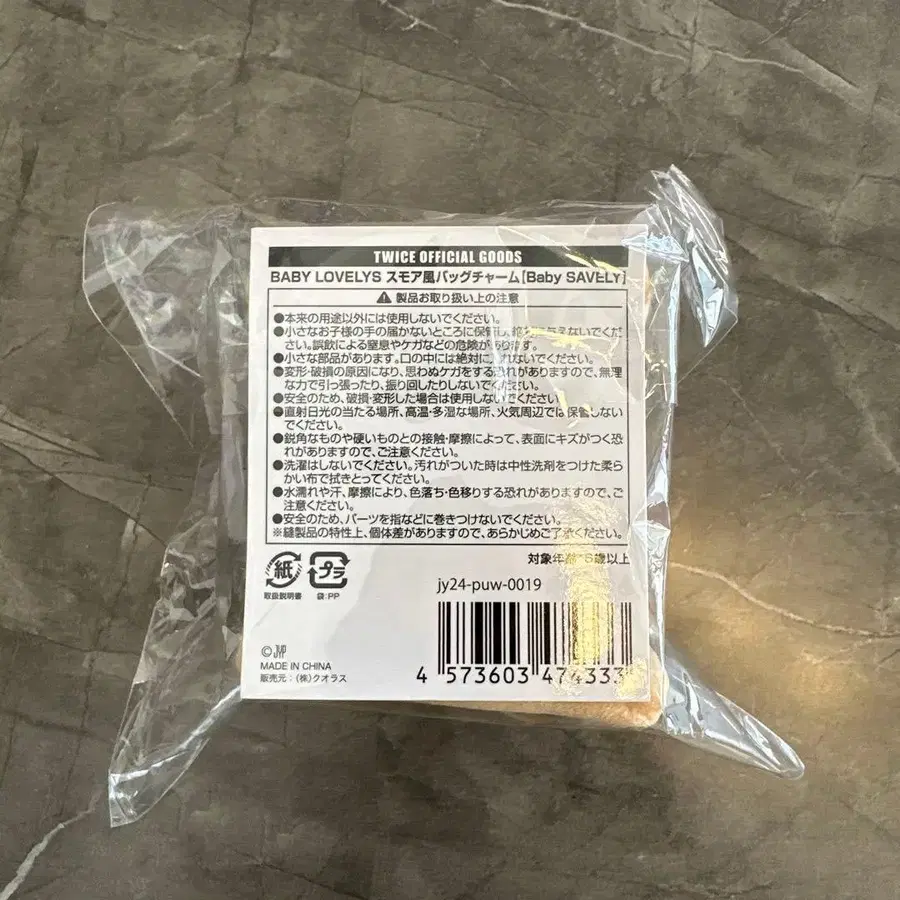 TWICE OFFICIAL GOODS
BABY LOVELYS スモア風バッグチャーム[Baby SAVELY]
製品お取り扱い上の注意
●本来の用途以外には使用しないでください。
●小さなお子様の手の届かないところに保管し、絶対に与えないでくだ
さい。誤飲による窒息やケガなどの危険があります。
●小さな部品があります。口の中には絶対に入れないでください。
●変形・破損の原因になり、思わぬケガをする恐れがありますので、無理
な力で引っ張ったり、振り回したりしないでください。
●安全のため、破損・変形した場合は使用しないでください。
●直射日光の当たる場所、高温・多湿な場所、火気周辺では保管しない
でください。
●鋭角なものや硬いものとの接触・摩擦によって、表面にキズがつく恐
れがありますので、ご注意ください。
●洗濯はしないでください。汚れがついた時は中性洗剤をつけた柔ら
かい布で拭きとってください。
●水濡れや汗、摩擦により、色落ち・色移りする恐れがありますので、ご
注意ください。
●安全のため、パーツを指などに巻きつけないでください。
※縫製品の特性上、個体差がありますので、あらかじめご了承ください。
対象年齢 6歳以上
紙 プラ
取扱説明書 袋:PP
jy24-puw-0019
©JYP
MADE IN CHINA
販売元:(株)クオラス
4 573603 474333